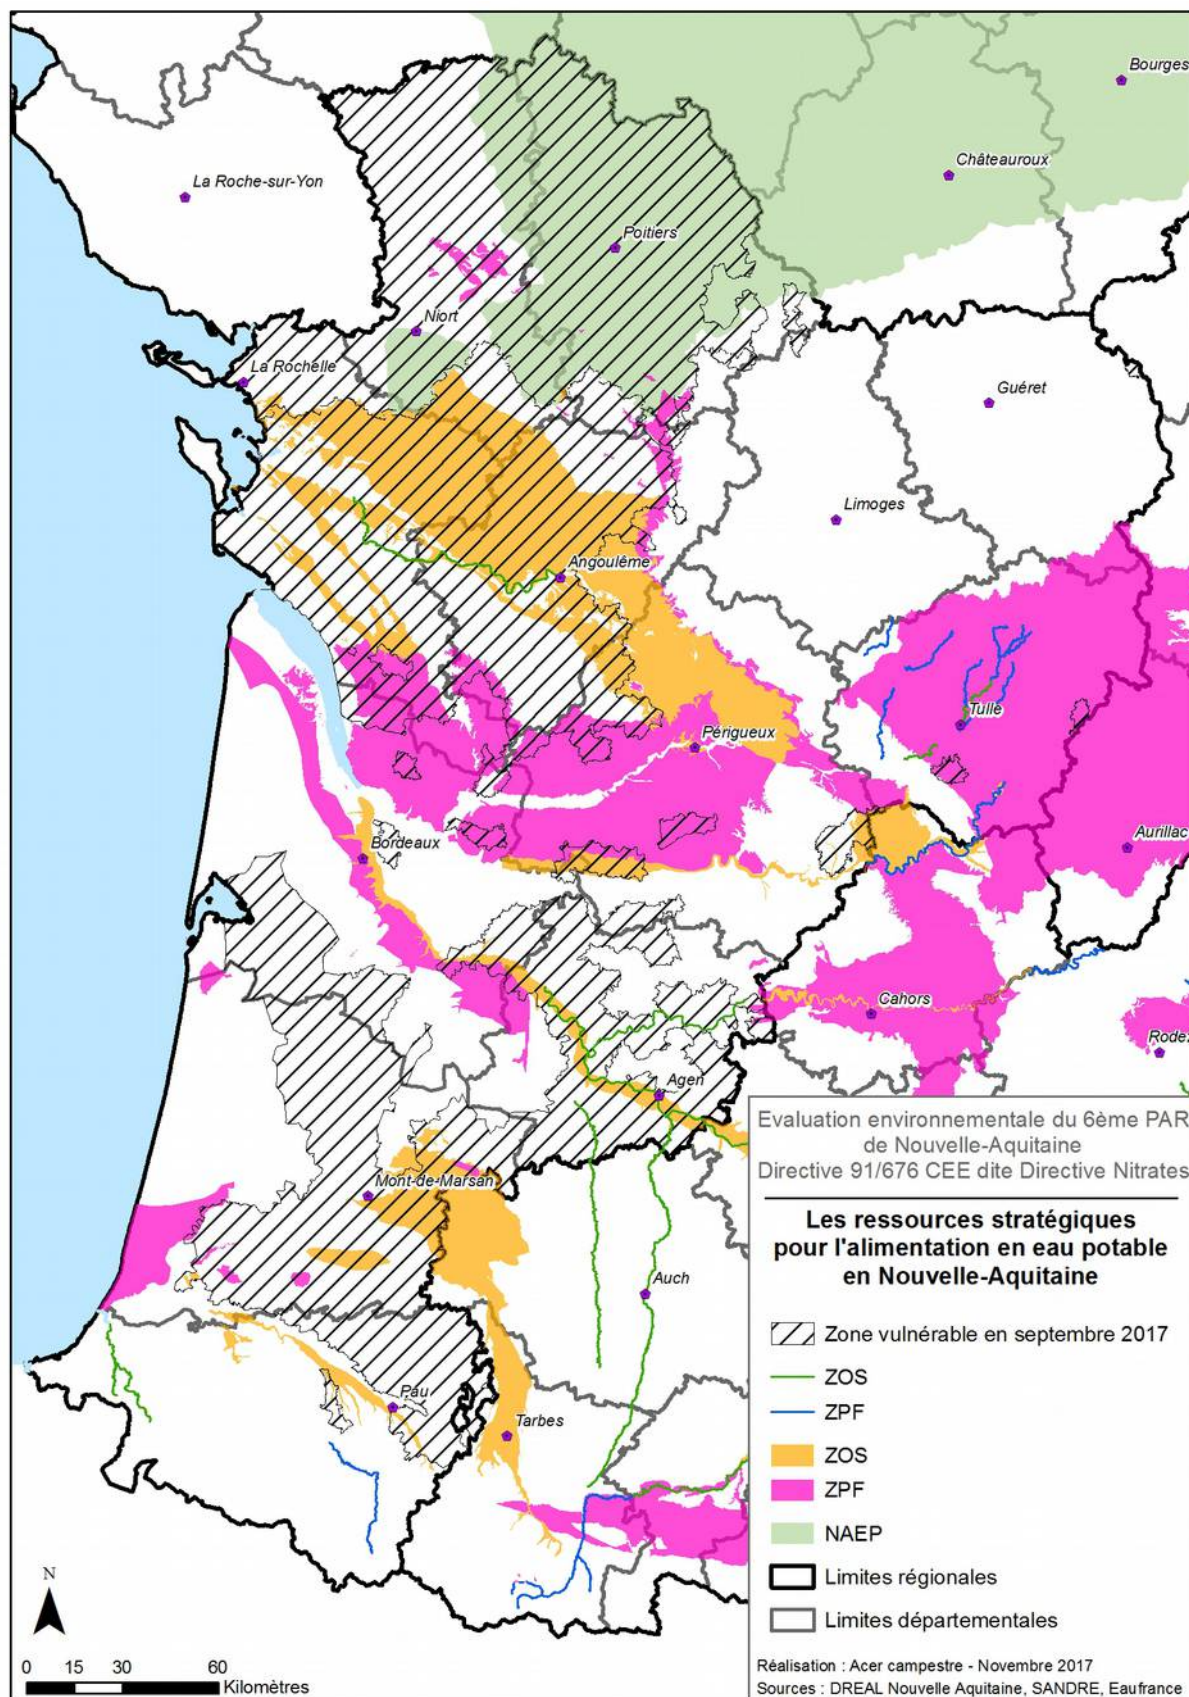 Bourges
Châteauroux
La Roche-sur-Yon
Poitiers
Niort
La Rochelle
Guéret
Limoges
Angoulême
Tulle
Périgueux
Aurillac
Bordeaux
Cahors
Rodez
Agen
Mont-de-Marsan
Auch
Pau
Tarbes
Evaluation environnementale du 6ème PAR
de Nouvelle-Aquitaine
Directive 91/676 CEE dite Directive Nitrates
Les ressources stratégiques
pour l'alimentation en eau potable
en Nouvelle-Aquitaine
Zone vulnérable en septembre 2017
ZOS
ZPF
ZOS
ZPF
NAEP
Limites régionales
Limites départementales
Réalisation : Acer campestre - Novembre 2017
Sources : DREAL Nouvelle Aquitaine, SANDRE, Eaufrance
N
0 15 30 60
Kilomètres